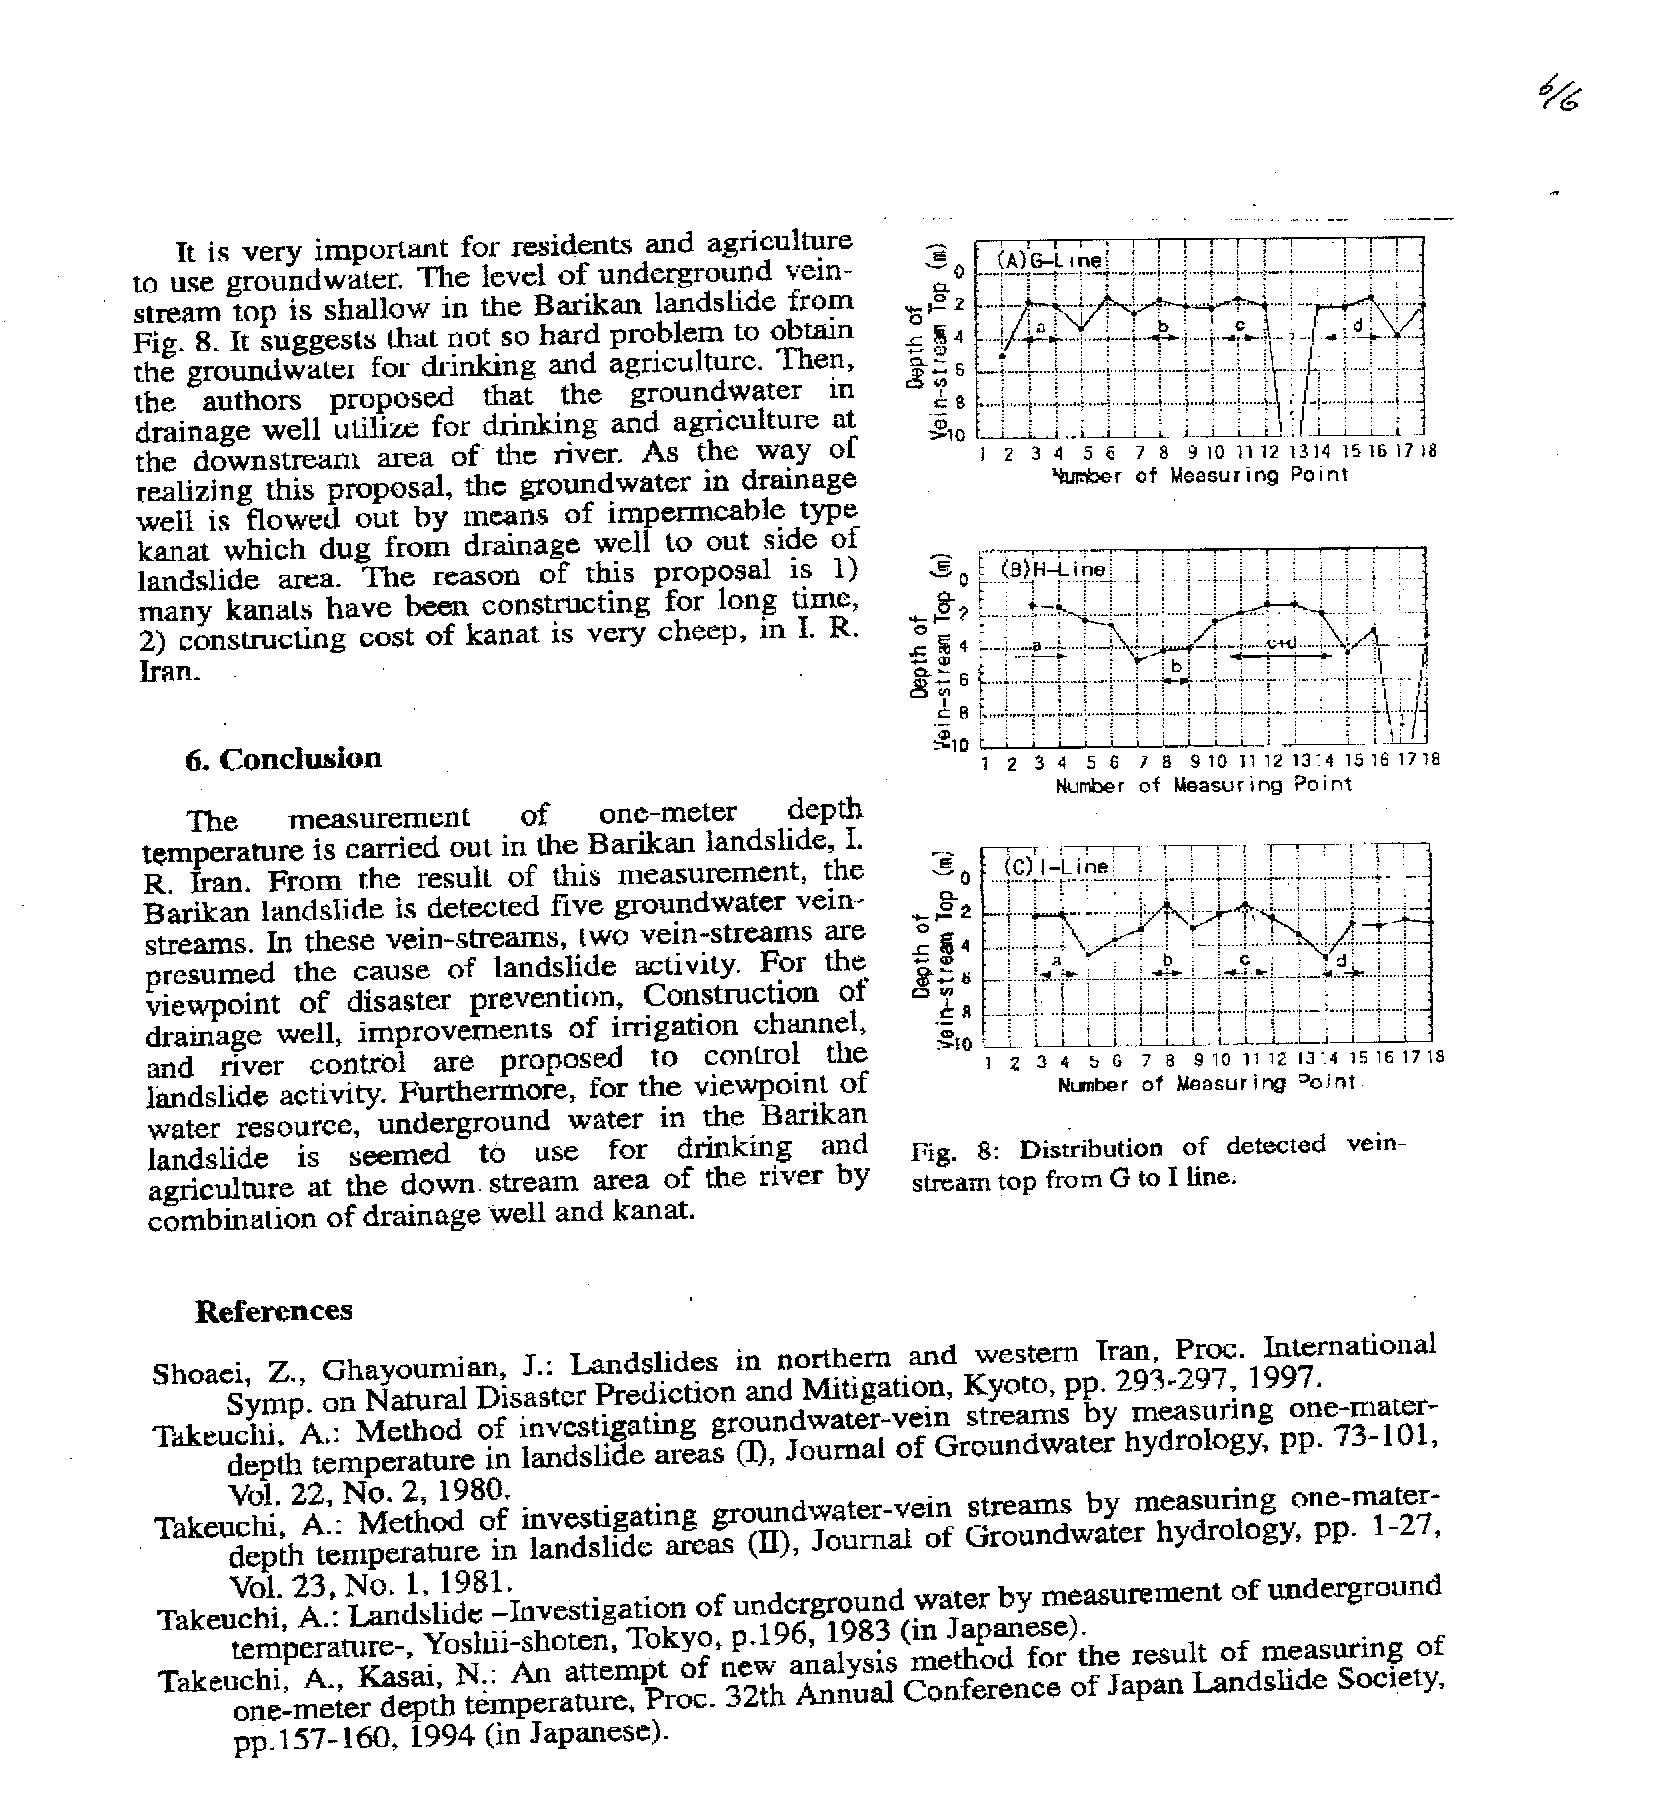 6/6
It is very important for residents and agriculture
to use groundwater. The level of underground vein-
stream top is shallow in the Barikan landslide from
Fig. 8. It suggests that not so hard problem to obtain
the groundwater for drinking and agriculture. Then,
the authors proposed that the groundwater in
drainage well utilize for drinking and agriculture at
the downstream area of the river. As the way of
realizing this proposal, the groundwater in drainage
well is flowed out by means of impermeable type
kanat which dug from drainage well to out side of
landslide area. The reason of this proposal is 1)
many kanats have been constructing for long time,
2) constructing cost of kanat is very cheep, in I. R.
Iran.
6. Conclusion
The measurement of one-meter depth
temperature is carried out in the Barikan landslide, I.
R. Iran. From the result of this measurement, the
Barikan landslide is detected five groundwater vein-
streams. In these vein-streams, two vein-streams are
presumed the cause of landslide activity. For the
viewpoint of disaster prevention, Construction of
drainage well, improvements of irrigation channel,
and river control are proposed to control the
landslide activity. Furthermore, for the viewpoint of
water resource, underground water in the Barikan
landslide is seemed to use for drinking and
agriculture at the down stream area of the river by
combination of drainage well and kanat.
(A)G-Line
Depth of
Vein-stream Top (m)
0
2
4
6
8
10
a b c d
1 2 3 4 5 6 7 8 9 10 11 12 13 14 15 16 17 18
Number of Measuring Point
(B)H-Line
Depth of
Vein-stream Top (m)
0
2
4
6
8
10
a b c+d
1 2 3 4 5 6 7 8 9 10 11 12 13 14 15 16 17 18
Number of Measuring Point
(C)I-Line
Depth of
Vein-stream Top (m)
0
2
4
6
8
10
a b c d
1 2 3 4 5 6 7 8 9 10 11 12 13 14 15 16 17 18
Number of Measuring Point
Fig. 8: Distribution of detected vein-
stream top from G to I line.
References
Shoaei, Z., Ghayoumian, J.: Landslides in northern and western Iran, Proc. International
Symp. on Natural Disaster Prediction and Mitigation, Kyoto, pp. 293-297, 1997.
Takeuchi, A.: Method of investigating groundwater-vein streams by measuring one-mater-
depth temperature in landslide areas (I), Journal of Groundwater hydrology, pp. 73-101,
Vol. 22, No. 2, 1980.
Takeuchi, A.: Method of investigating groundwater-vein streams by measuring one-mater-
depth temperature in landslide areas (II), Journal of Groundwater hydrology, pp. 1-27,
Vol. 23, No. 1, 1981.
Takeuchi, A.: Landslide –Investigation of underground water by measurement of underground
temperature-, Yoshii-shoten, Tokyo, p.196, 1983 (in Japanese).
Takeuchi, A., Kasai, N.: An attempt of new analysis method for the result of measuring of
one-meter depth temperature, Proc. 32th Annual Conference of Japan Landslide Society,
pp.157-160, 1994 (in Japanese).